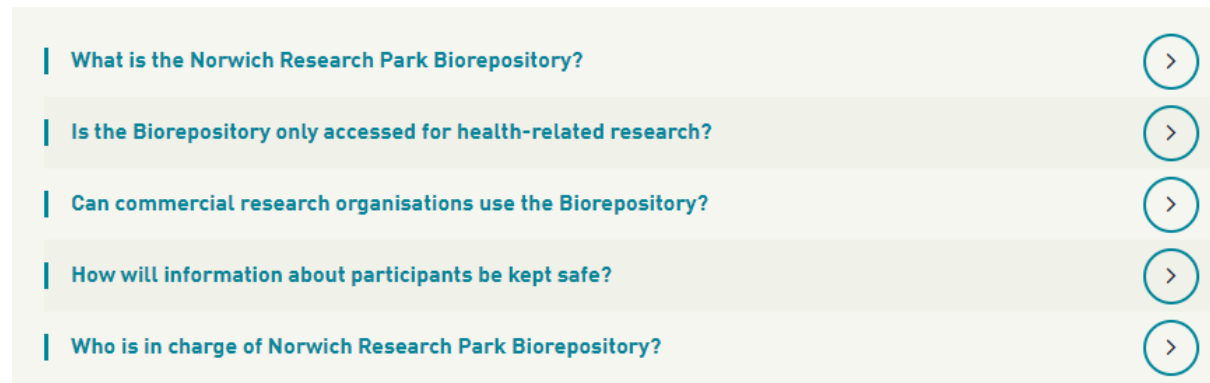 What is the Norwich Research Park Biorepository?
Is the Biorepository only accessed for health-related research?
Can commercial research organisations use the Biorepository?
How will information about participants be kept safe?
Who is in charge of Norwich Research Park Biorepository?